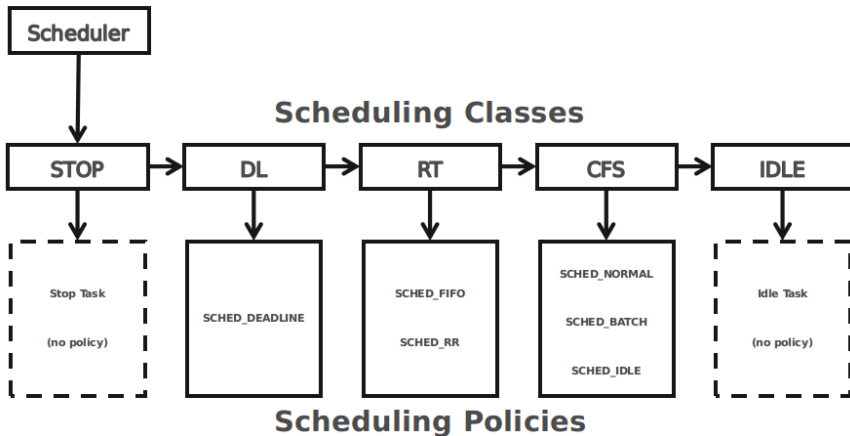 Scheduler
Scheduling Classes
STOP
DL
RT
CFS
IDLE
Stop Task
(no policy)
SCHED_DEADLINE
SCHED_FIFO
SCHED_RR
SCHED_NORMAL
SCHED_BATCH
SCHED_IDLE
Idle Task
(no policy)
Scheduling Policies